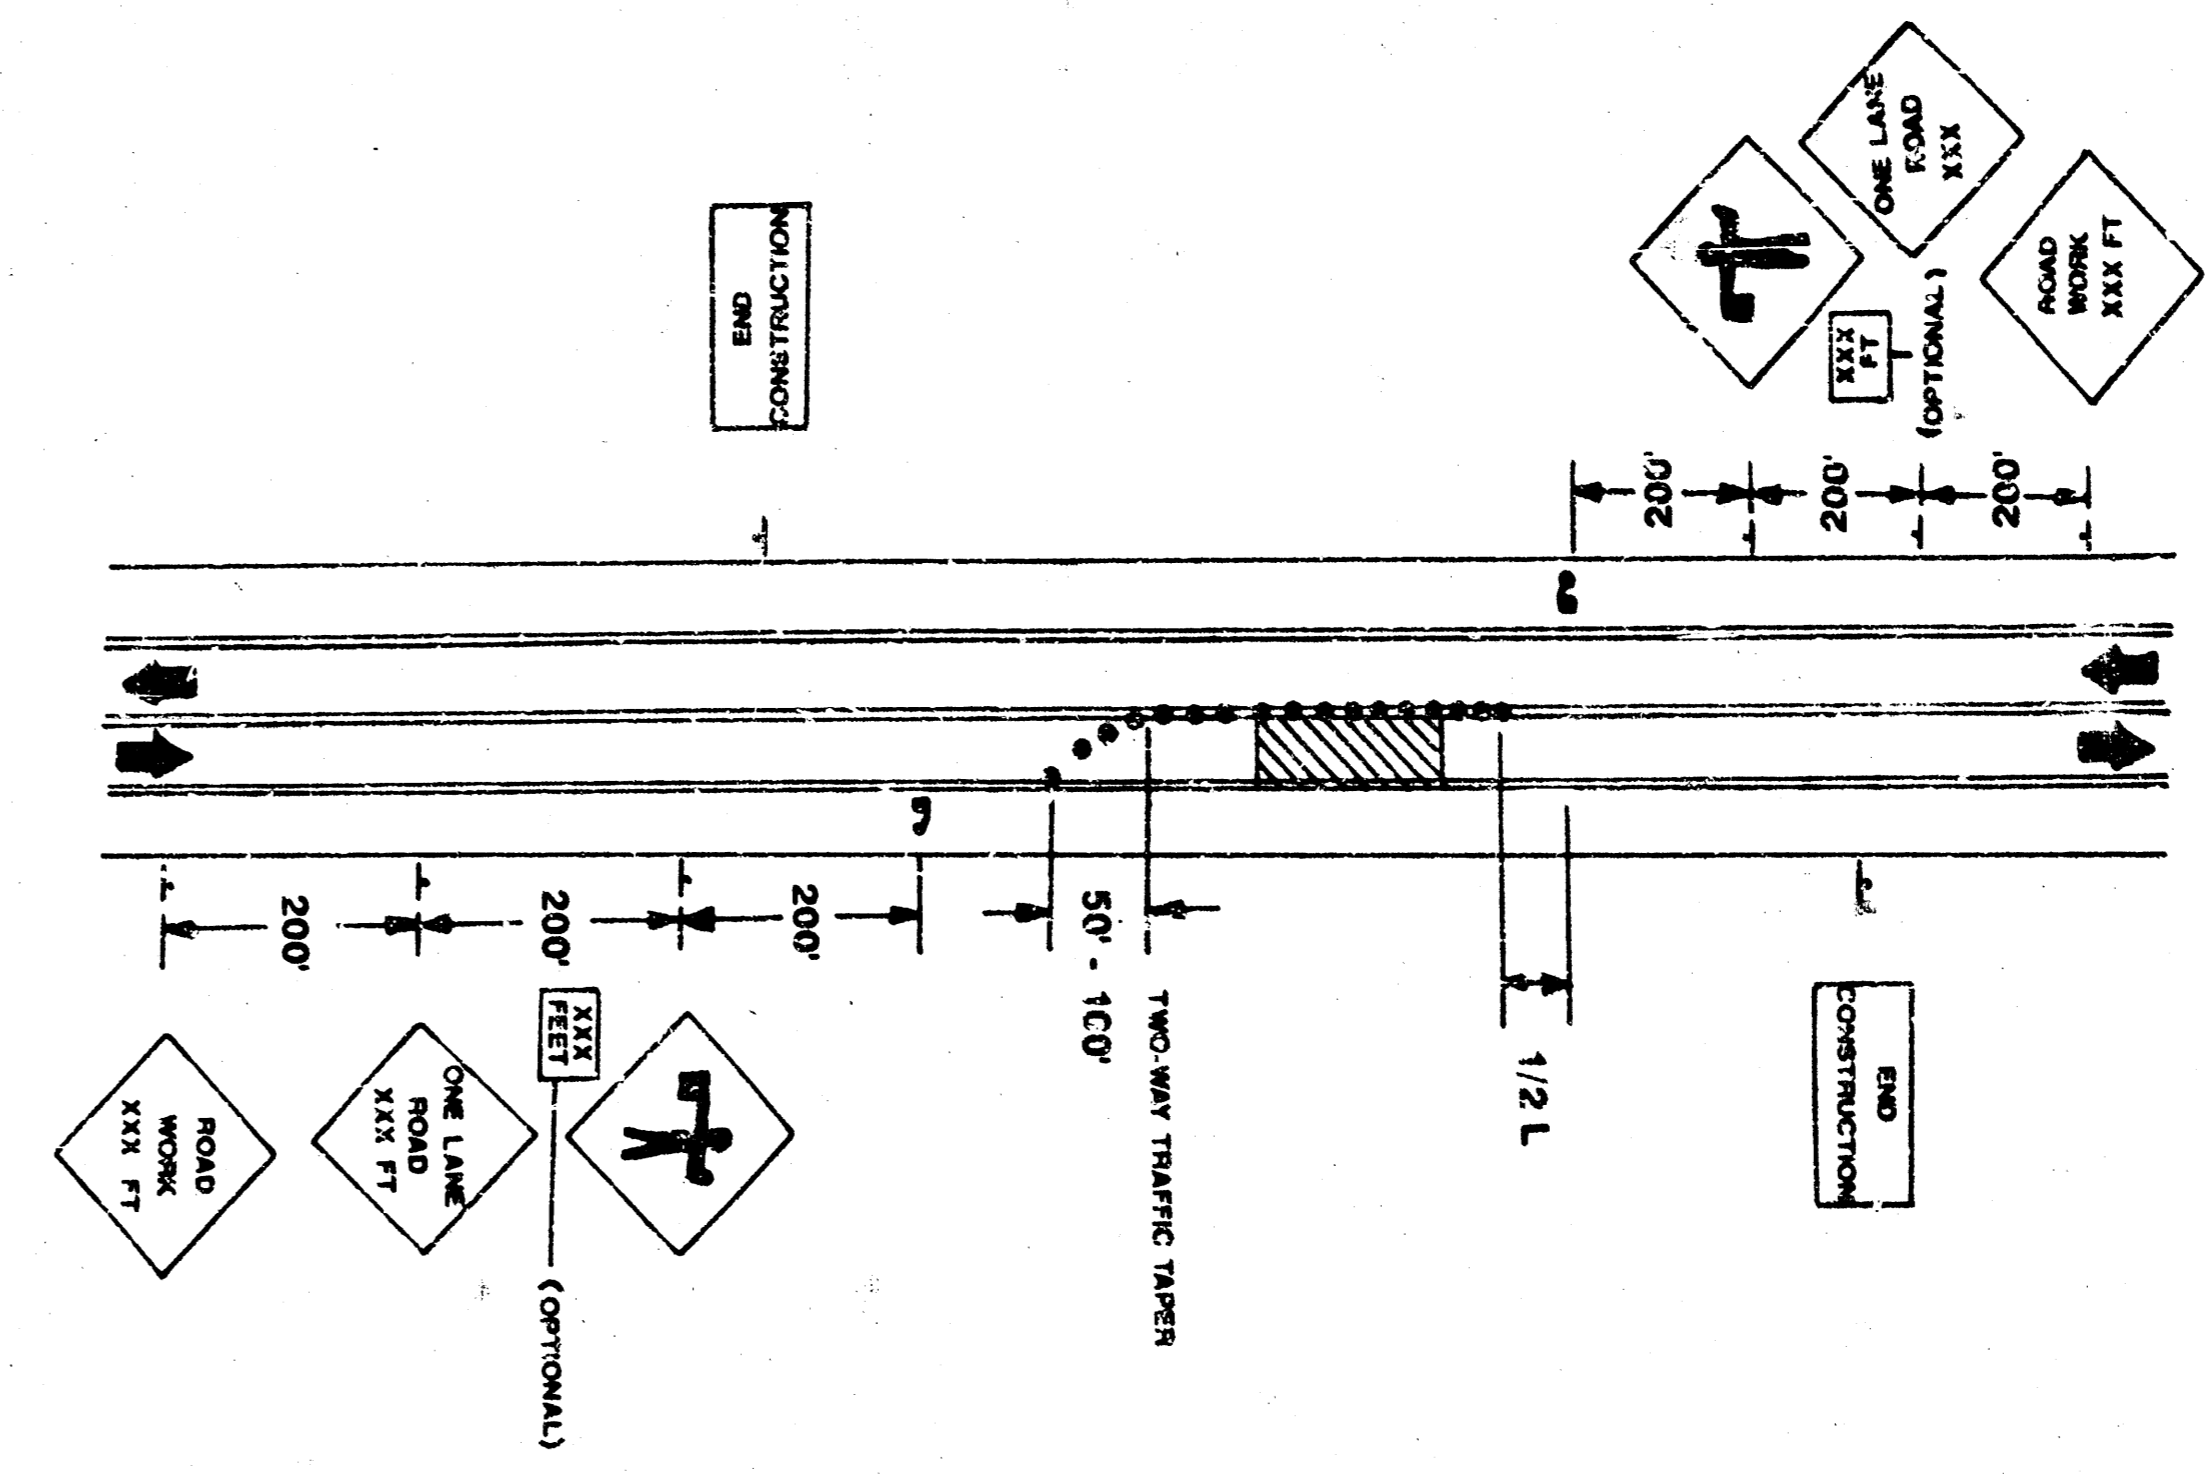 ONE LANE
ROAD
XXX
ROAD
WORK
XXX FT
XXX
FT
(OPTIONAL)
END
CONSTRUCTION
200'
200'
200'
200'
200'
200'
50' - 100'
TWO-WAY TRAFFIC TAPER
1/2 L
END
CONSTRUCTION
ROAD
WORK
XXX FT
ONE LANE
ROAD
XXX FT
XXX
FEET
(OPTIONAL)